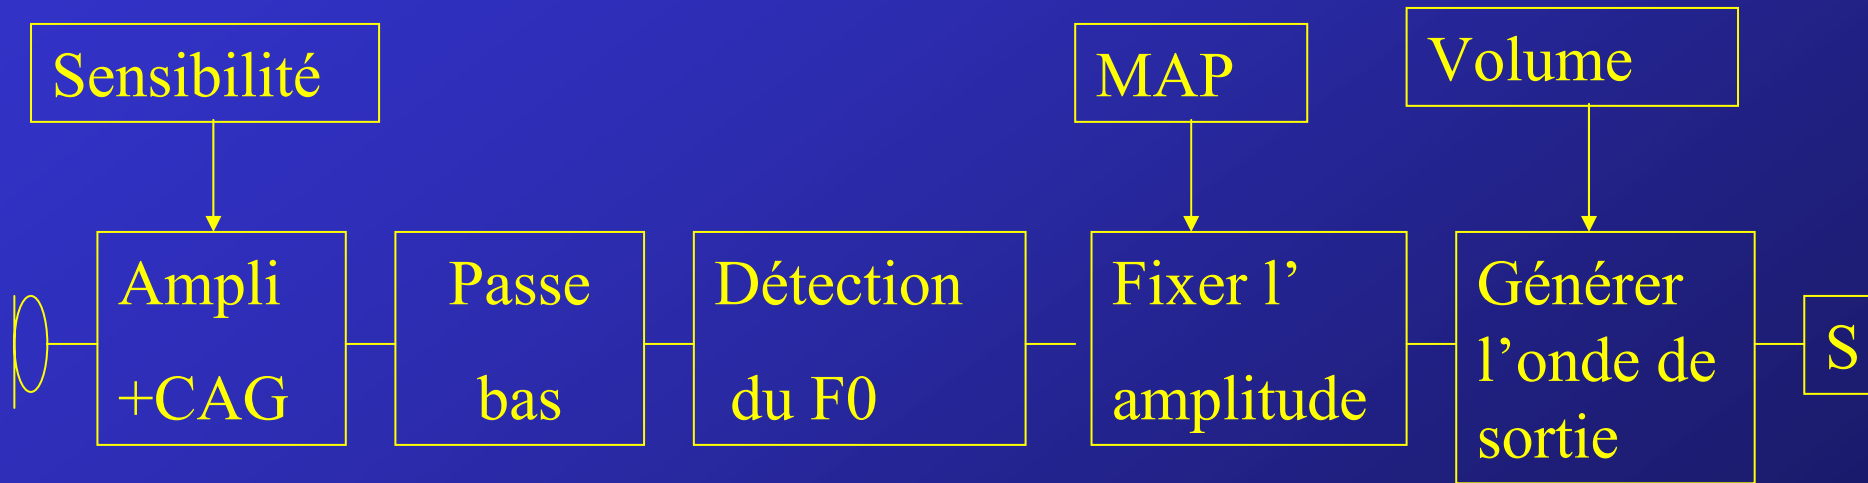 Sensibilité
MAP
Volume
Ampli
+CAG
Passe
bas
Détection
du F0
Fixer l’
amplitude
Générer
l’onde de
sortie
S